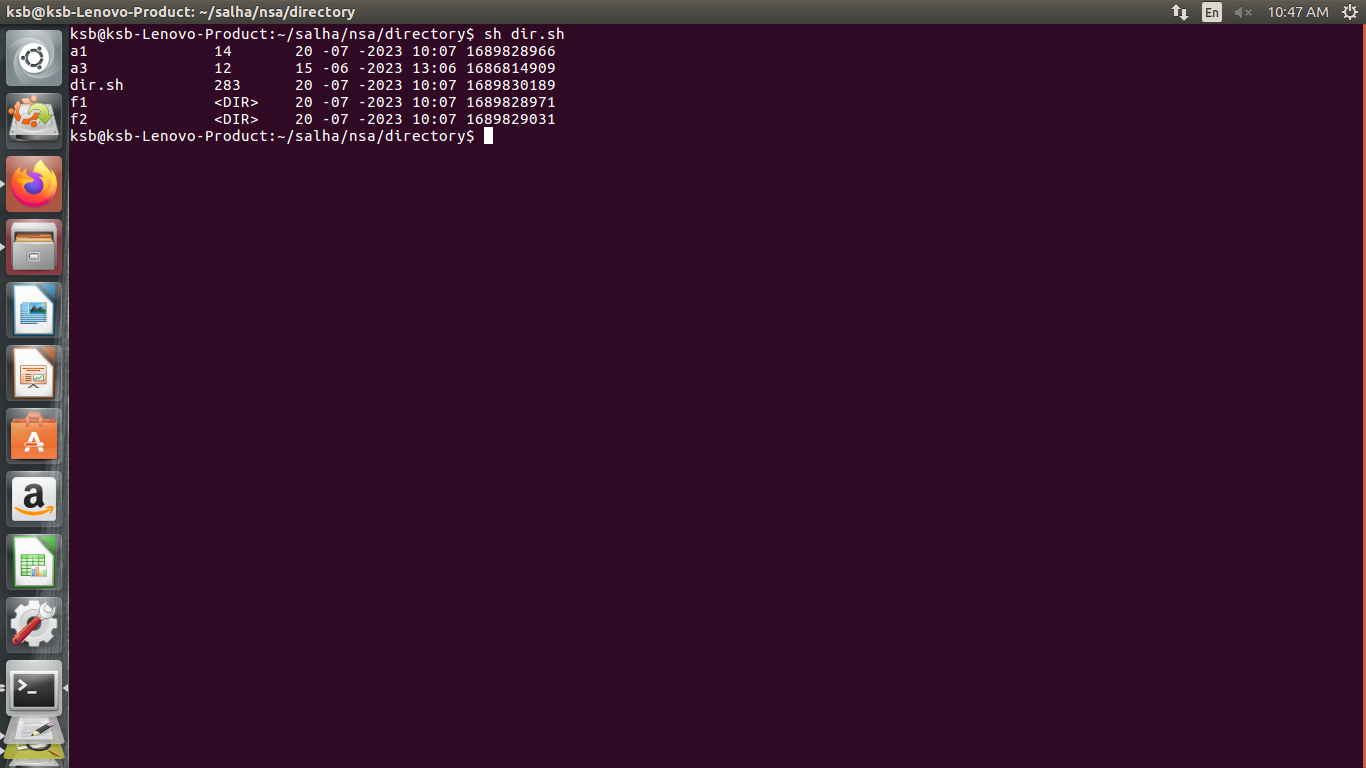 ksb@ksb-Lenovo-Product: ~/salha/nsa/directory En 10:47 AM
ksb@ksb-Lenovo-Product:~/salha/nsa/directory$ sh dir.sh
a1 14 20 -07 -2023 10:07 1689828966
a3 12 15 -06 -2023 13:06 1686814909
dir.sh 283 20 -07 -2023 10:07 1689830189
f1 <DIR> 20 -07 -2023 10:07 1689828971
f2 <DIR> 20 -07 -2023 10:07 1689829031
ksb@ksb-Lenovo-Product:~/salha/nsa/directory$